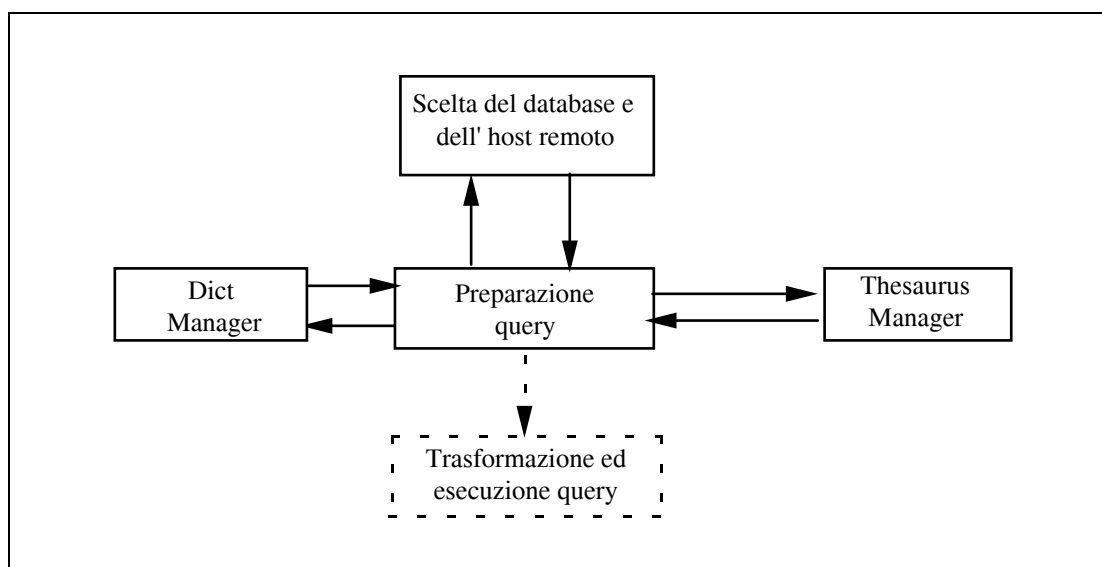 Scelta del database e
dell' host remoto
Dict
Manager
Preparazione
query
Thesaurus
Manager
Trasformazione ed
esecuzione query